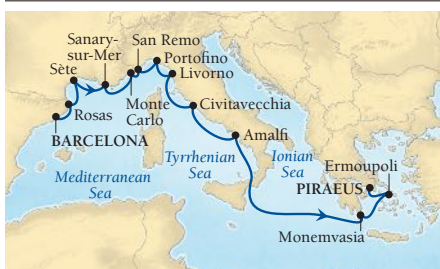 Sanary-
sur-Mer
San Remo
Portofino
Sète
Livorno
Rosas
Monte
Carlo
Civitavecchia
BARCELONA
Amalfi
Tyrrhenian
Sea
Ionian
Sea
Mediterranean
Sea
Ermoupoli
PIRAEUS
Monemvasia